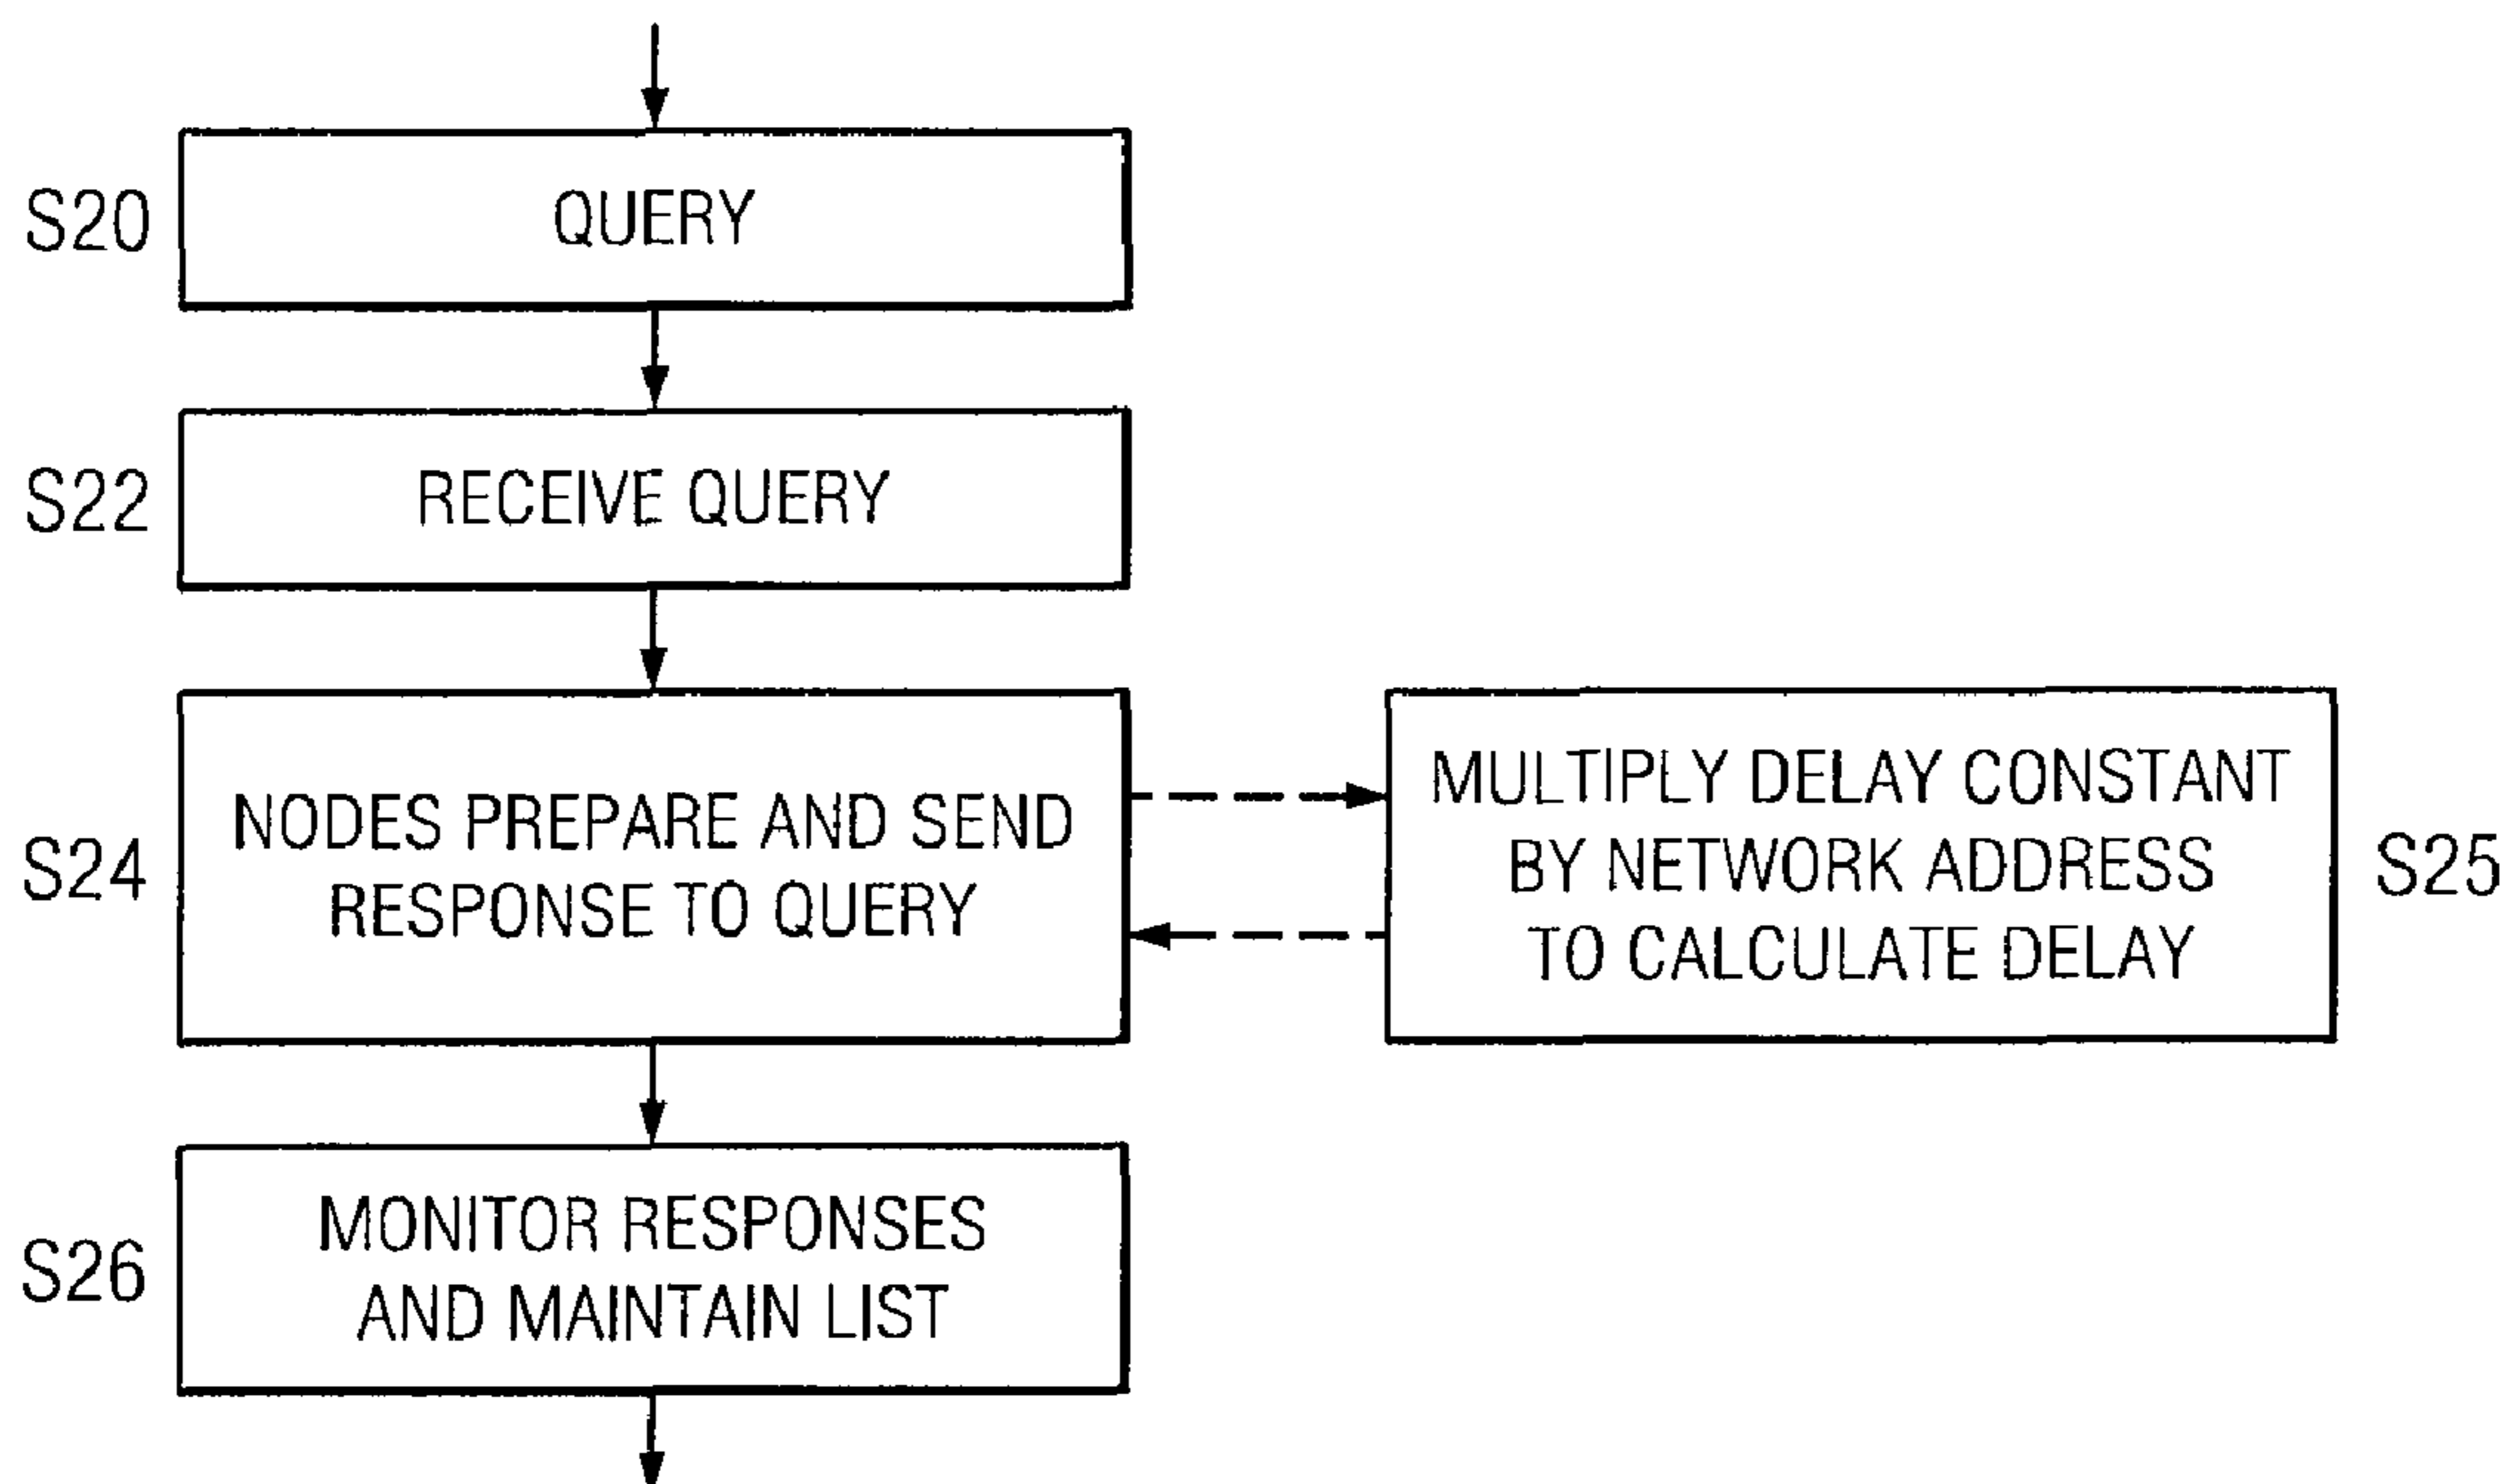 S20
QUERY
S22
RECEIVE QUERY
S24
NODES PREPARE AND SEND
RESPONSE TO QUERY
MULTIPLY DELAY CONSTANT
BY NETWORK ADDRESS
TO CALCULATE DELAY
S25
S26
MONITOR RESPONSES
AND MAINTAIN LIST